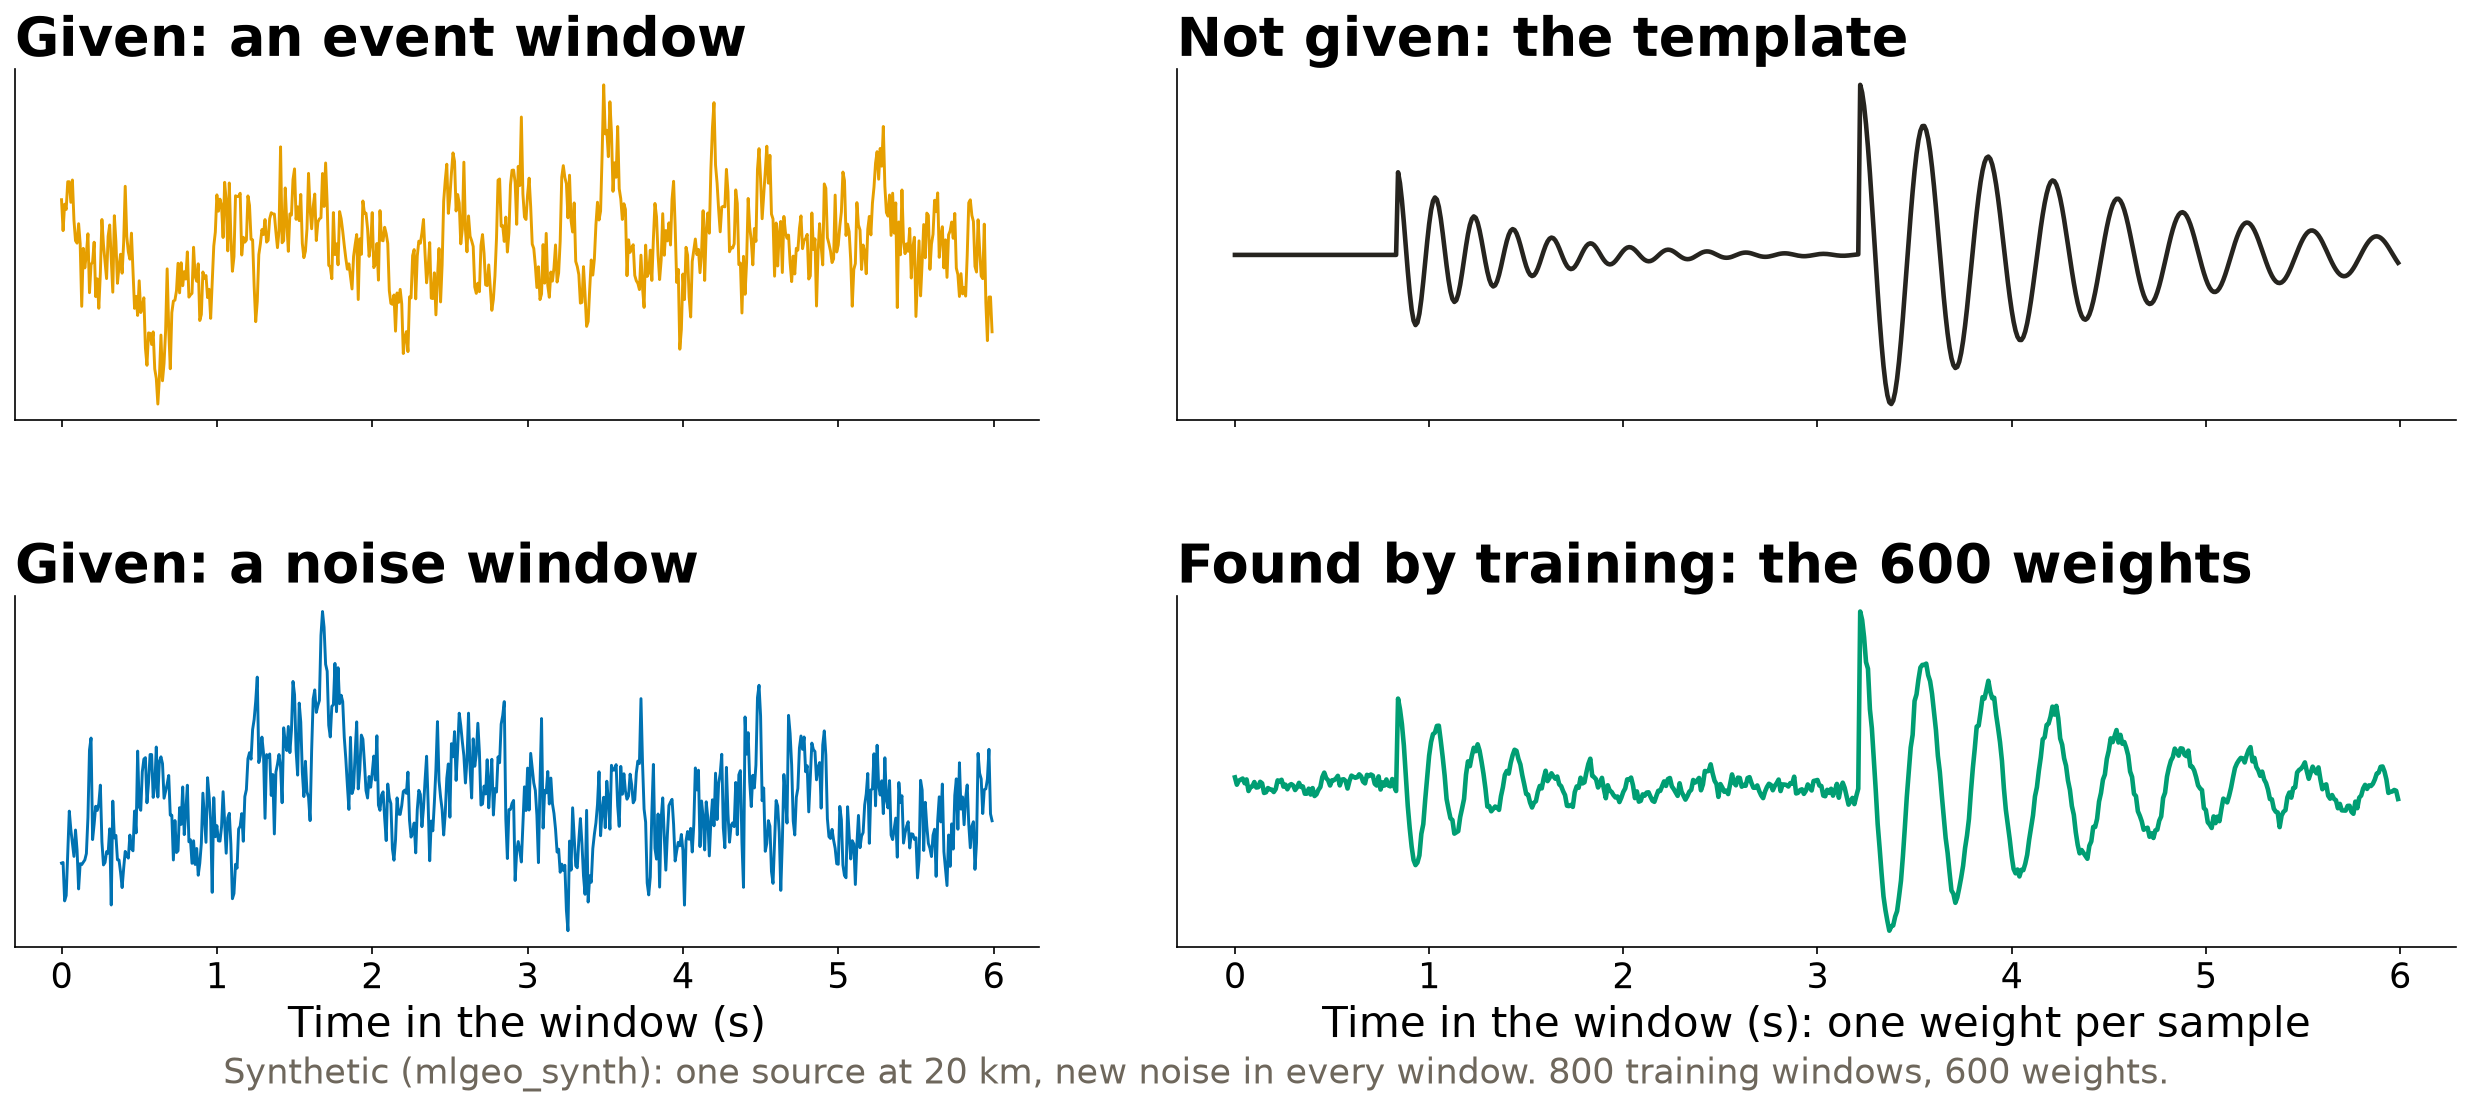 Given: an event window
Not given: the template
Given: a noise window
Found by training: the 600 weights
0 1 2 3 4 5 6
0 1 2 3 4 5 6
Time in the window (s)
Time in the window (s): one weight per sample
Synthetic (mlgeo_synth): one source at 20 km, new noise in every window. 800 training windows, 600 weights.